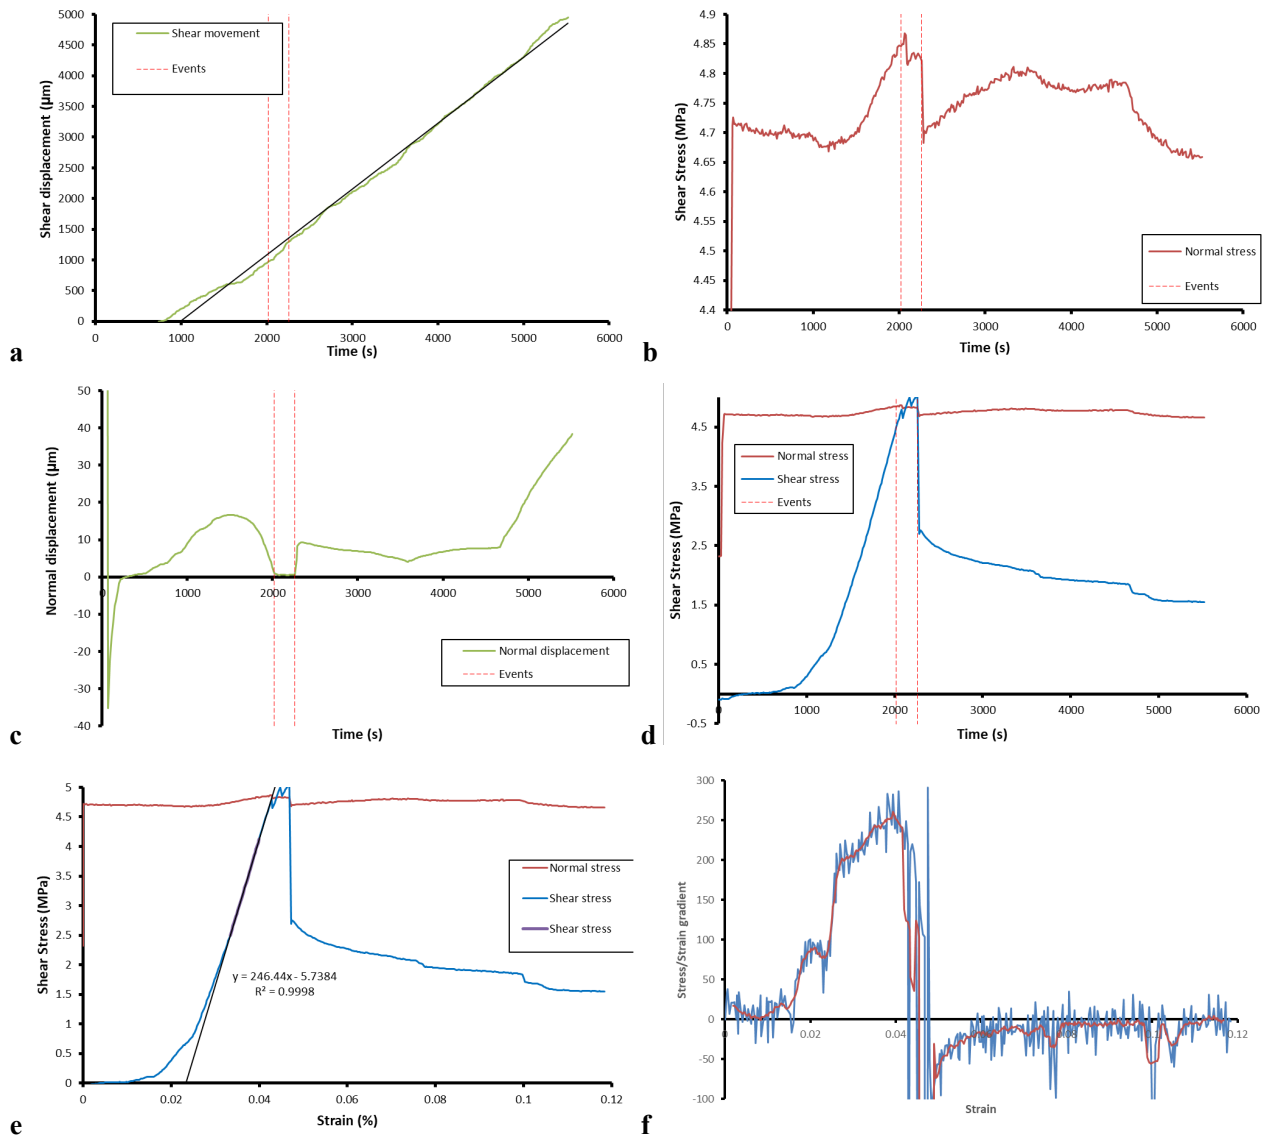 5000
4500
4000
3500
3000
2500
2000
1500
1000
500
0
Shear displacement (µm)
Shear movement
Events
0 1000 2000 3000 4000 5000 6000
Time (s)
a
4.9
4.85
4.8
4.75
4.7
4.65
4.6
4.55
4.5
4.45
4.4
Shear Stress (MPa)
Normal stress
Events
0 1000 2000 3000 4000 5000 6000
Time (s)
b
50
40
30
20
10
0
-10
-20
-30
-40
Normal displacement (µm)
0 1000 2000 3000 4000 5000 6000
Normal displacement
Events
Time (s)
c
4.5
3.5
2.5
1.5
0.5
-0.5
Shear Stress (MPa)
Normal stress
Shear stress
Events
0 1000 2000 3000 4000 5000 6000
Time (s)
d
5
4.5
4
3.5
3
2.5
2
1.5
1
0.5
0
Shear Stress (MPa)
Normal stress
Shear stress
Shear stress
y = 246.44x - 5.7384
R² = 0.9998
0 0.02 0.04 0.06 0.08 0.1 0.12
Strain (%)
e
300
250
200
150
100
50
0
-50
-100
Stress/Strain gradient
0 0.02 0.04 0.06 0.08 0.1 0.12
Strain
f